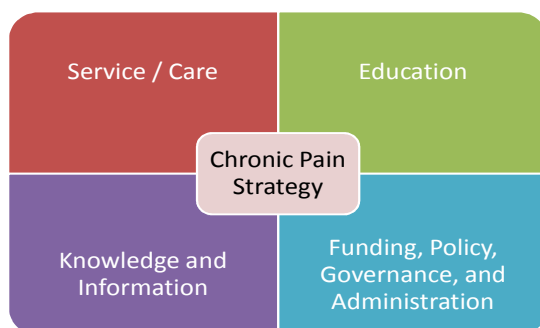 Service / Care
Education
Chronic Pain
Strategy
Knowledge and
Information
Funding, Policy,
Governance, and
Administration